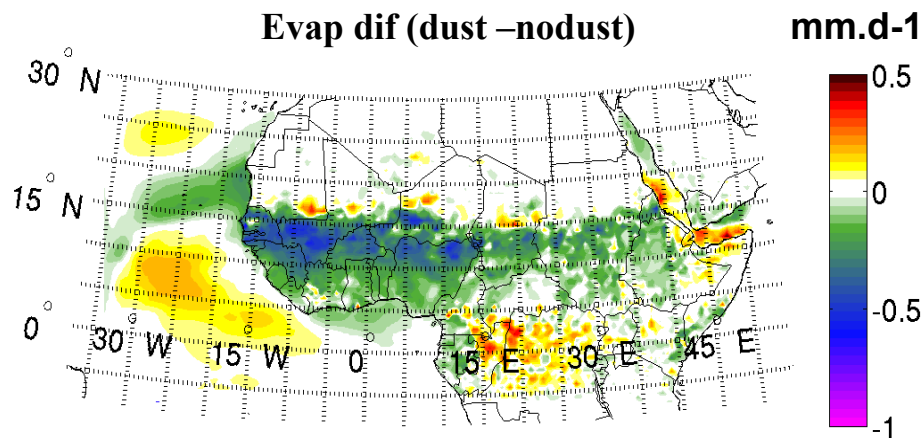 Evap dif (dust –nodust)
mm.d-1
30° N
15° N
0°
30° W
15° W
0°
15° E
30° E
45° E
0.5
0
-0.5
-1